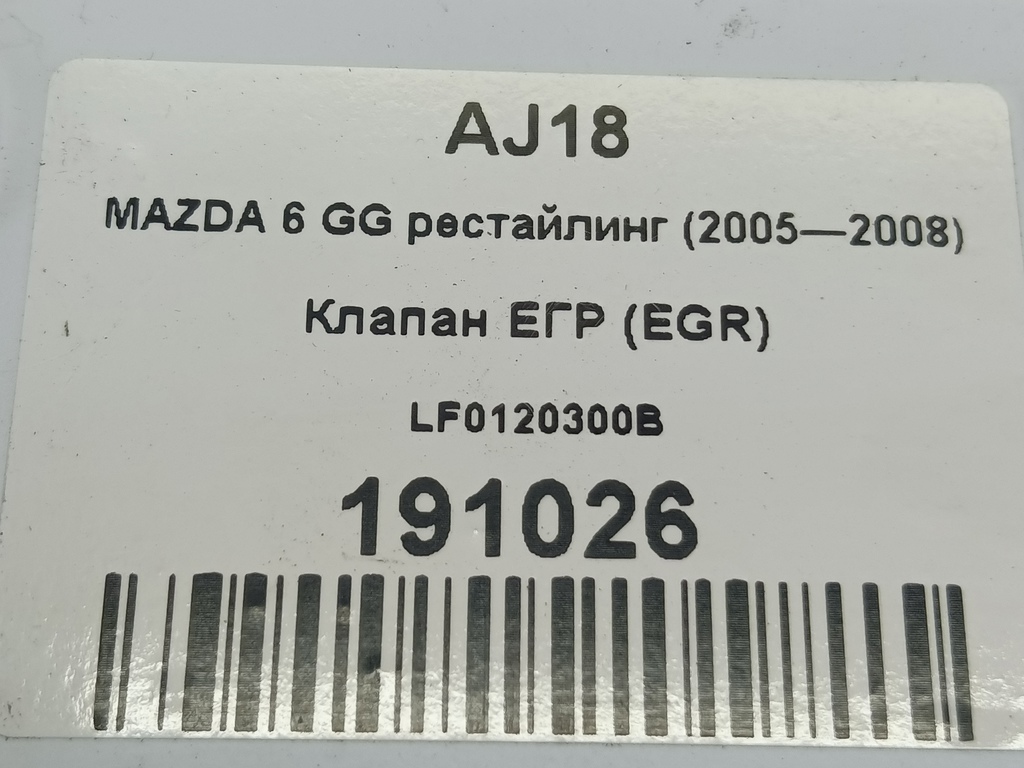 AJ18
MAZDA 6 GG рестайлинг (2005—2008)
Клапан ЕГР (EGR)
LF0120300B
191026